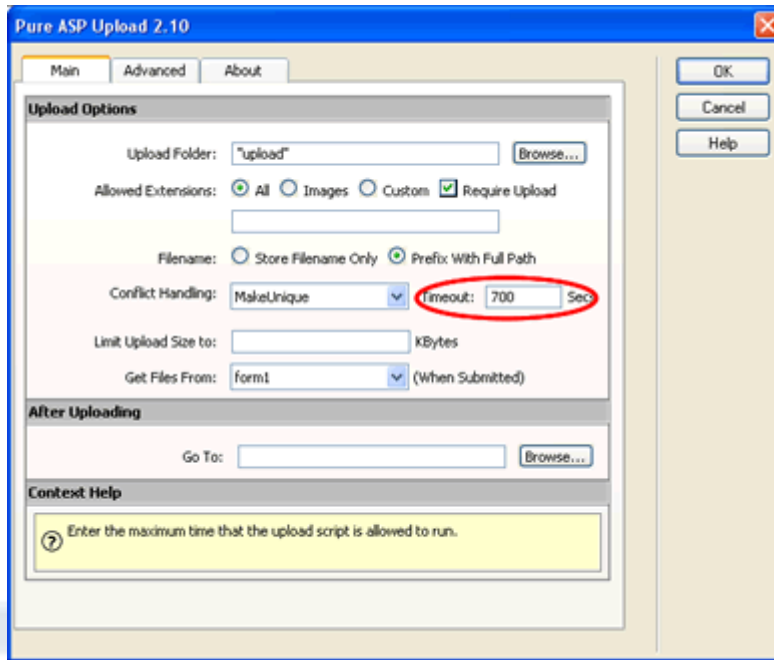 Pure ASP Upload 2.10
Main Advanced About
OK
Cancel
Help
Upload Options
Upload Folder: "upload" Browse...
Allowed Extensions: All Images Custom Require Upload
Filename: Store Filename Only Prefix With Full Path
Conflict Handling: MakeUnique Timeout: 700 Secs
Limit Upload Size to: KBytes
Get Files From: form1 (When Submitted)
After Uploading
Go To: Browse...
Context Help
Enter the maximum time that the upload script is allowed to run.